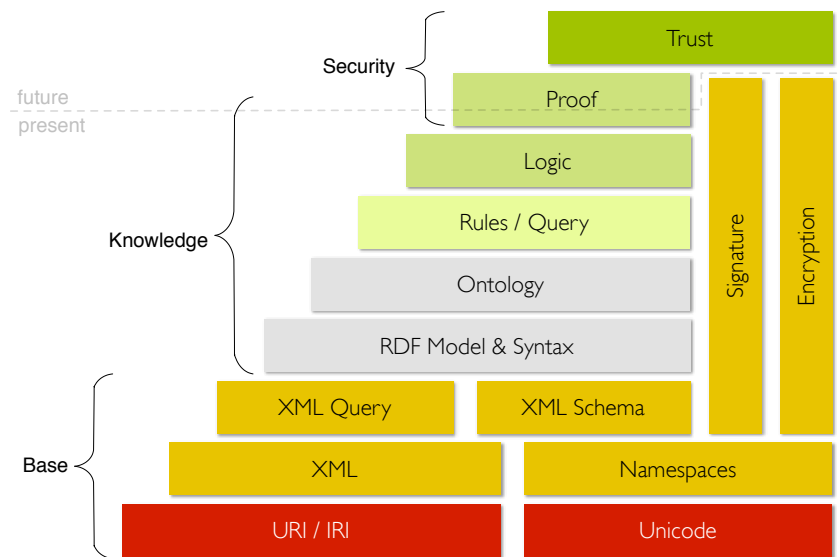 Trust
Security
future
Proof
present
Logic
Rules / Query
Knowledge
Signature
Encryption
Ontology
RDF Model & Syntax
XML Query
XML Schema
Base
XML
Namespaces
URI / IRI
Unicode